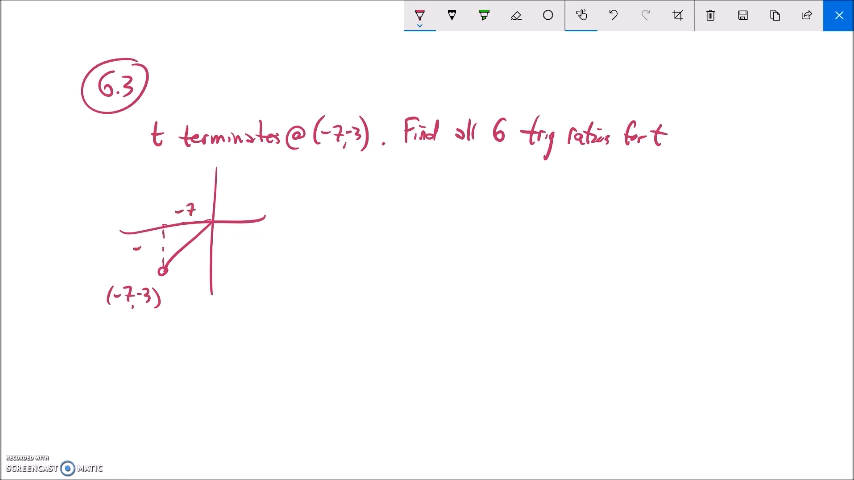 6.3
t terminates @ (-7,-3). Find all 6 trig ratios for t
-7
-
(-7,-3)
RECORDED WITH
SCREENCAST MATIC